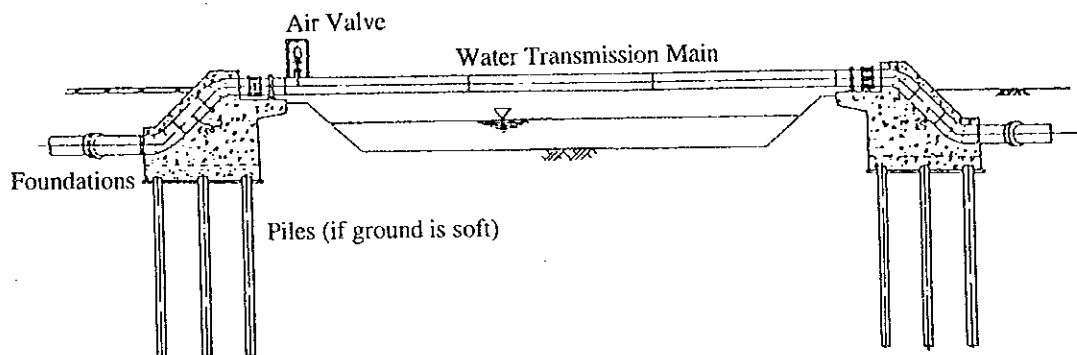 Air Valve
Water Transmission Main
Foundations
Piles (if ground is soft)